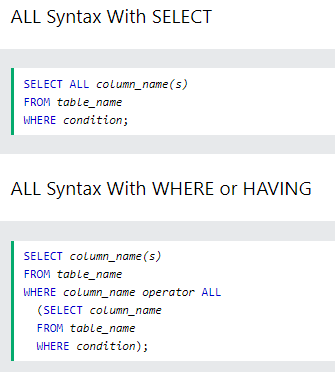 ALL Syntax With SELECT
SELECT ALL column_name(s)
FROM table_name
WHERE condition;
ALL Syntax With WHERE or HAVING
SELECT column_name(s)
FROM table_name
WHERE column_name operator ALL
(SELECT column_name
FROM table_name
WHERE condition);